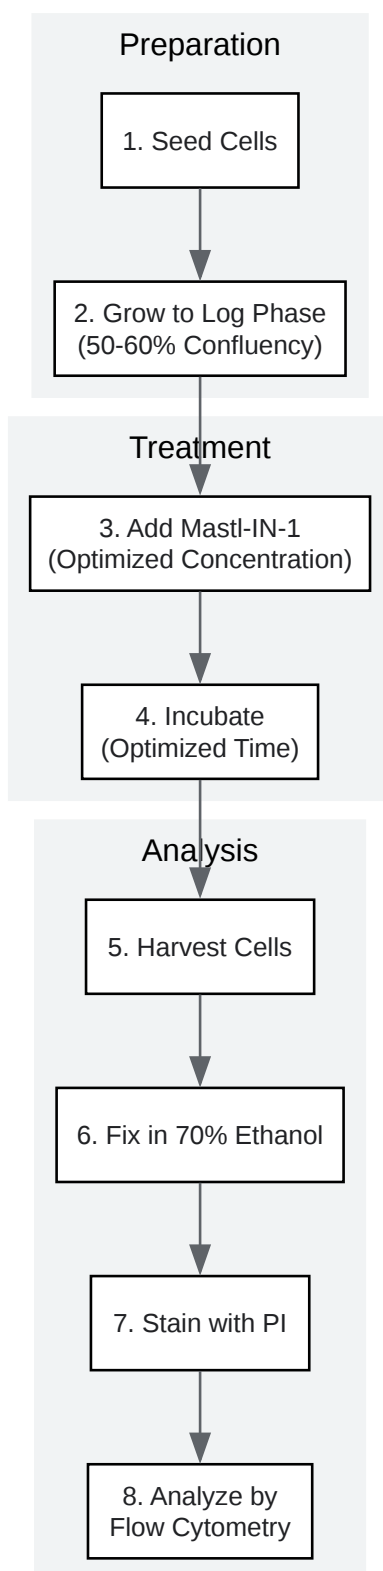 Preparation
1. Seed Cells
2. Grow to Log Phase
(50-60% Confluency)
Treatment
3. Add Mastl-IN-1
(Optimized Concentration)
4. Incubate
(Optimized Time)
Analysis
5. Harvest Cells
6. Fix in 70% Ethanol
7. Stain with PI
8. Analyze by
Flow Cytometry